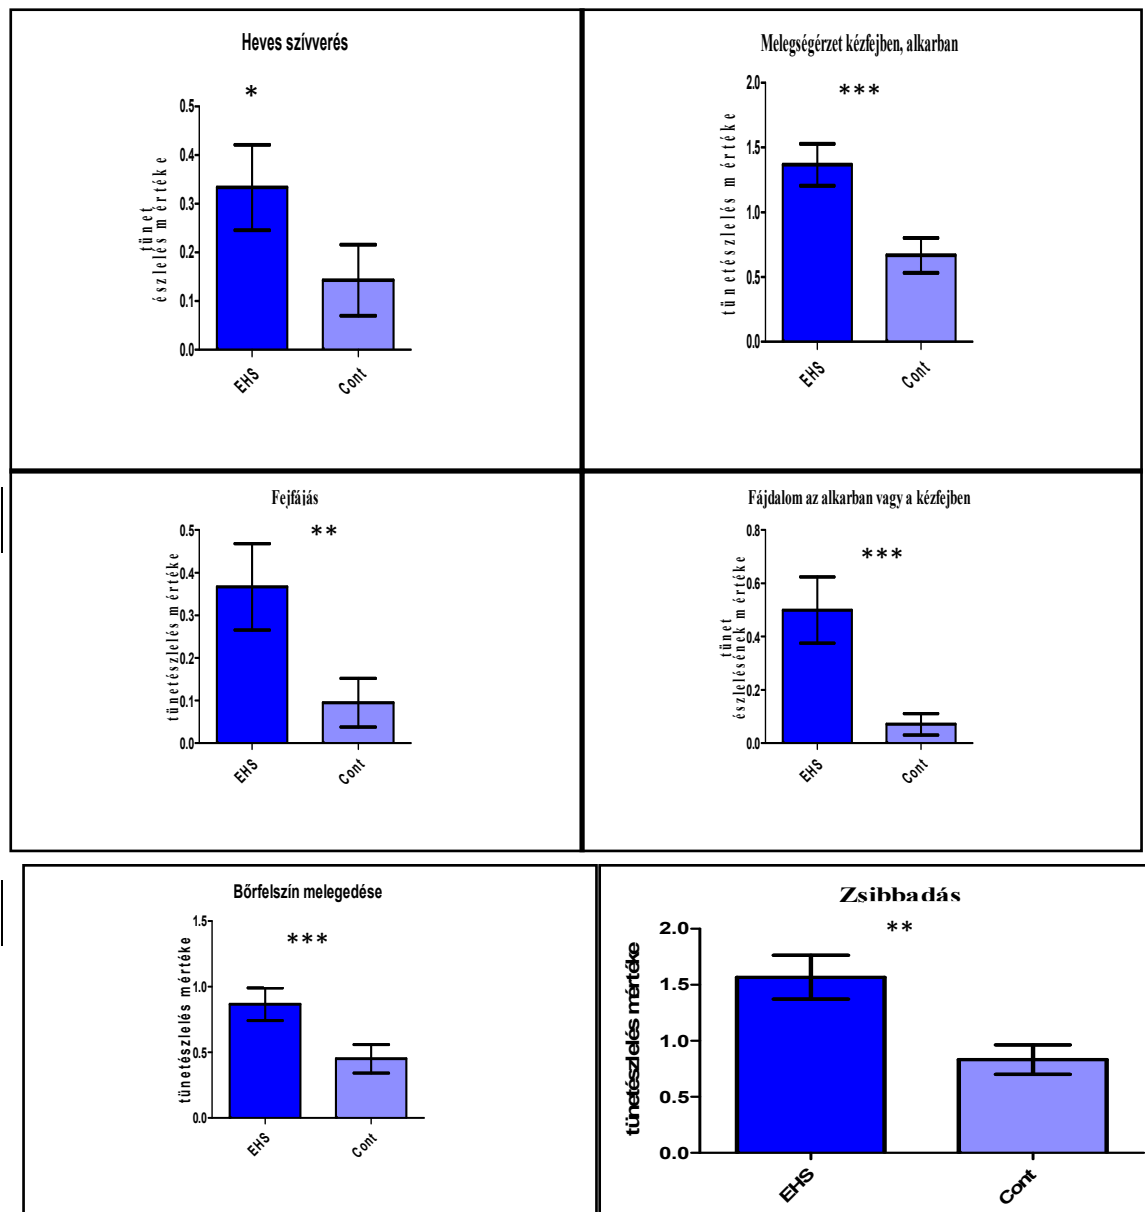 Heves szívverés
*
tünet
észlelés mértéke
0.5
0.4
0.3
0.2
0.1
0.0
EHS
Cont
Melegségérzet kézfejben, alkarban
***
tünetészlelés mértéke
2.0
1.5
1.0
0.5
0.0
EHS
Cont
Fejfájás
**
tünetészlelés mértéke
0.5
0.4
0.3
0.2
0.1
0.0
EHS
Cont
Fájdalom az alkarban vagy a kézfejben
***
tünet
észlelésének mértéke
0.8
0.6
0.4
0.2
0.0
EHS
Cont
Bőrfelszín melegedése
***
tünetészlelés mértéke
1.5
1.0
0.5
0.0
EHS
Cont
Zsibbadás
**
tünetészlelés mértéke
2.0
1.5
1.0
0.5
0.0
EHS
Cont